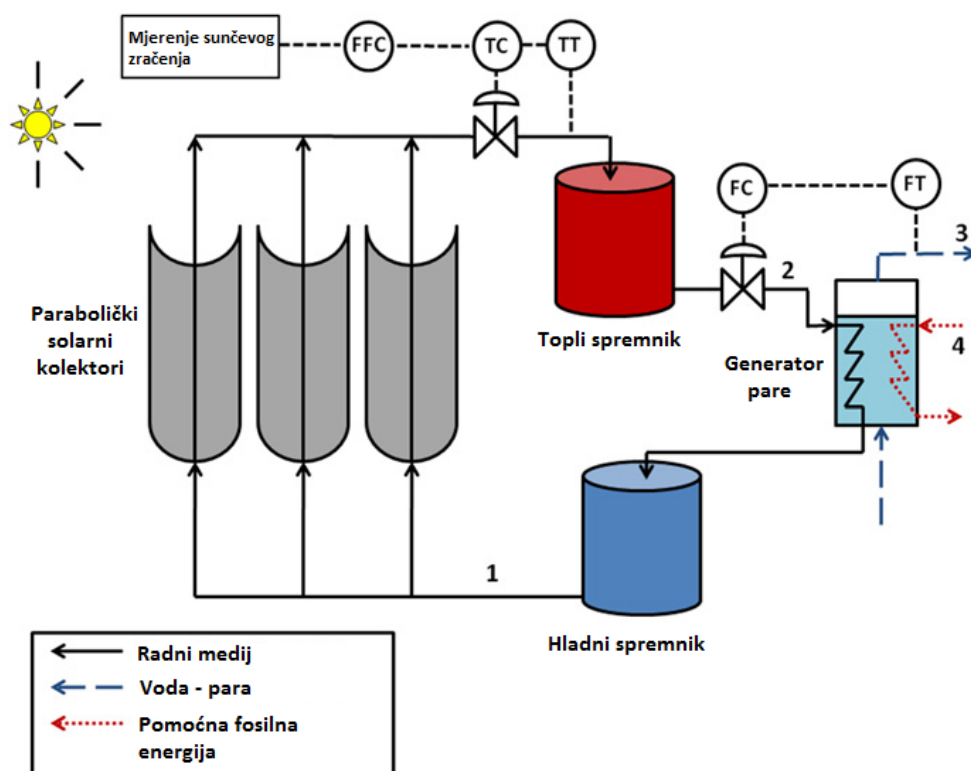 Mjerenje sunčevog
zračenja
FFC
TC
TT
FC
FT
3
2
4
Parabolički
solarni
kolektori
Topli spremnik
Generator
pare
1
Hladni spremnik
Radni medij
Voda - para
Pomoćna fosilna
energija